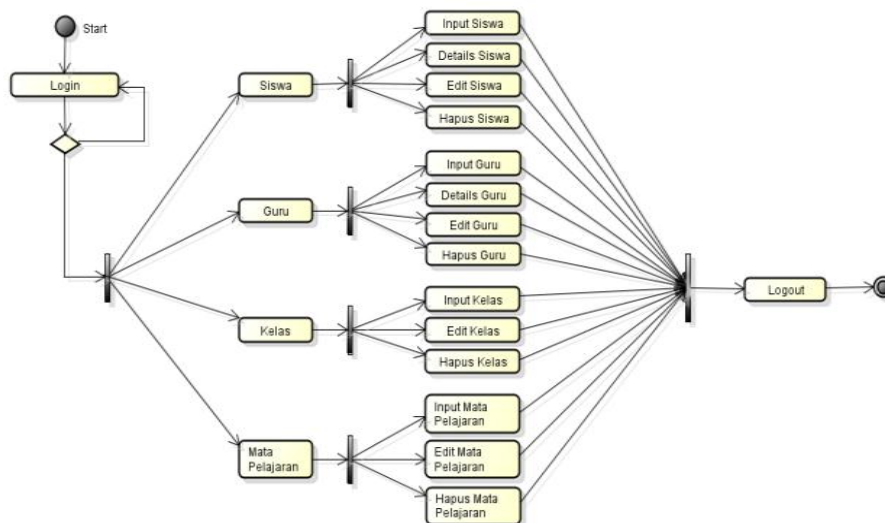 Start
Login
Siswa
Input Siswa
Details Siswa
Edit Siswa
Hapus Siswa
Guru
Input Guru
Details Guru
Edit Guru
Hapus Guru
Kelas
Input Kelas
Edit Kelas
Hapus Kelas
Mata
Pelajaran
Input Mata
Pelajaran
Edit Mata
Pelajaran
Hapus Mata
Pelajaran
Logout